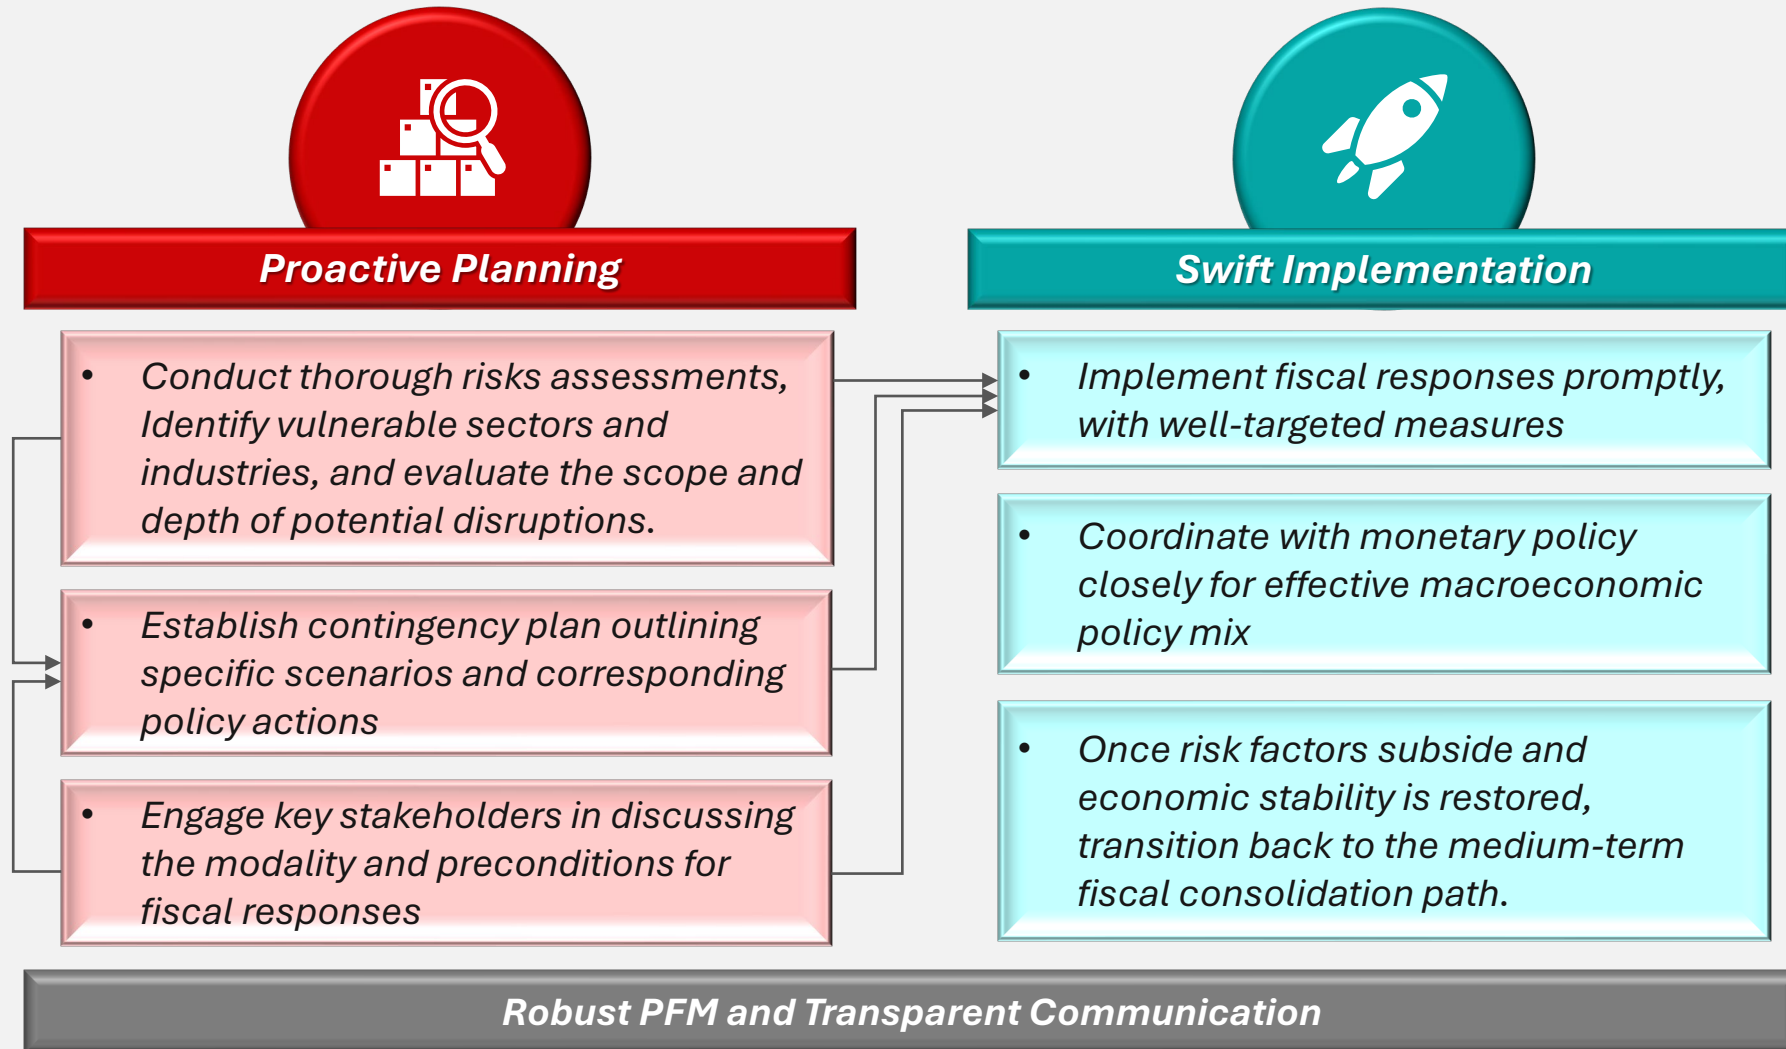 Proactive Planning
• Conduct thorough risks assessments,
Identify vulnerable sectors and
industries, and evaluate the scope and
depth of potential disruptions.
• Establish contingency plan outlining
specific scenarios and corresponding
policy actions
• Engage key stakeholders in discussing
the modality and preconditions for
fiscal responses
Swift Implementation
• Implement fiscal responses promptly,
with well-targeted measures
• Coordinate with monetary policy
closely for effective macroeconomic
policy mix
• Once risk factors subside and
economic stability is restored,
transition back to the medium-term
fiscal consolidation path.
Robust PFM and Transparent Communication